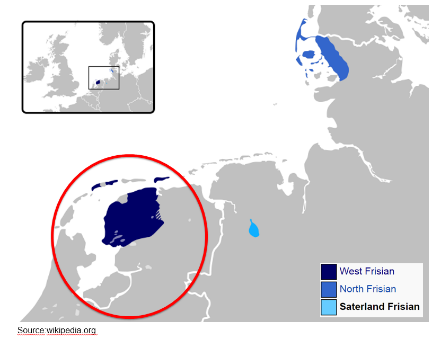 West Frisian
North Frisian
Saterland Frisian
Source:wikipedia.org